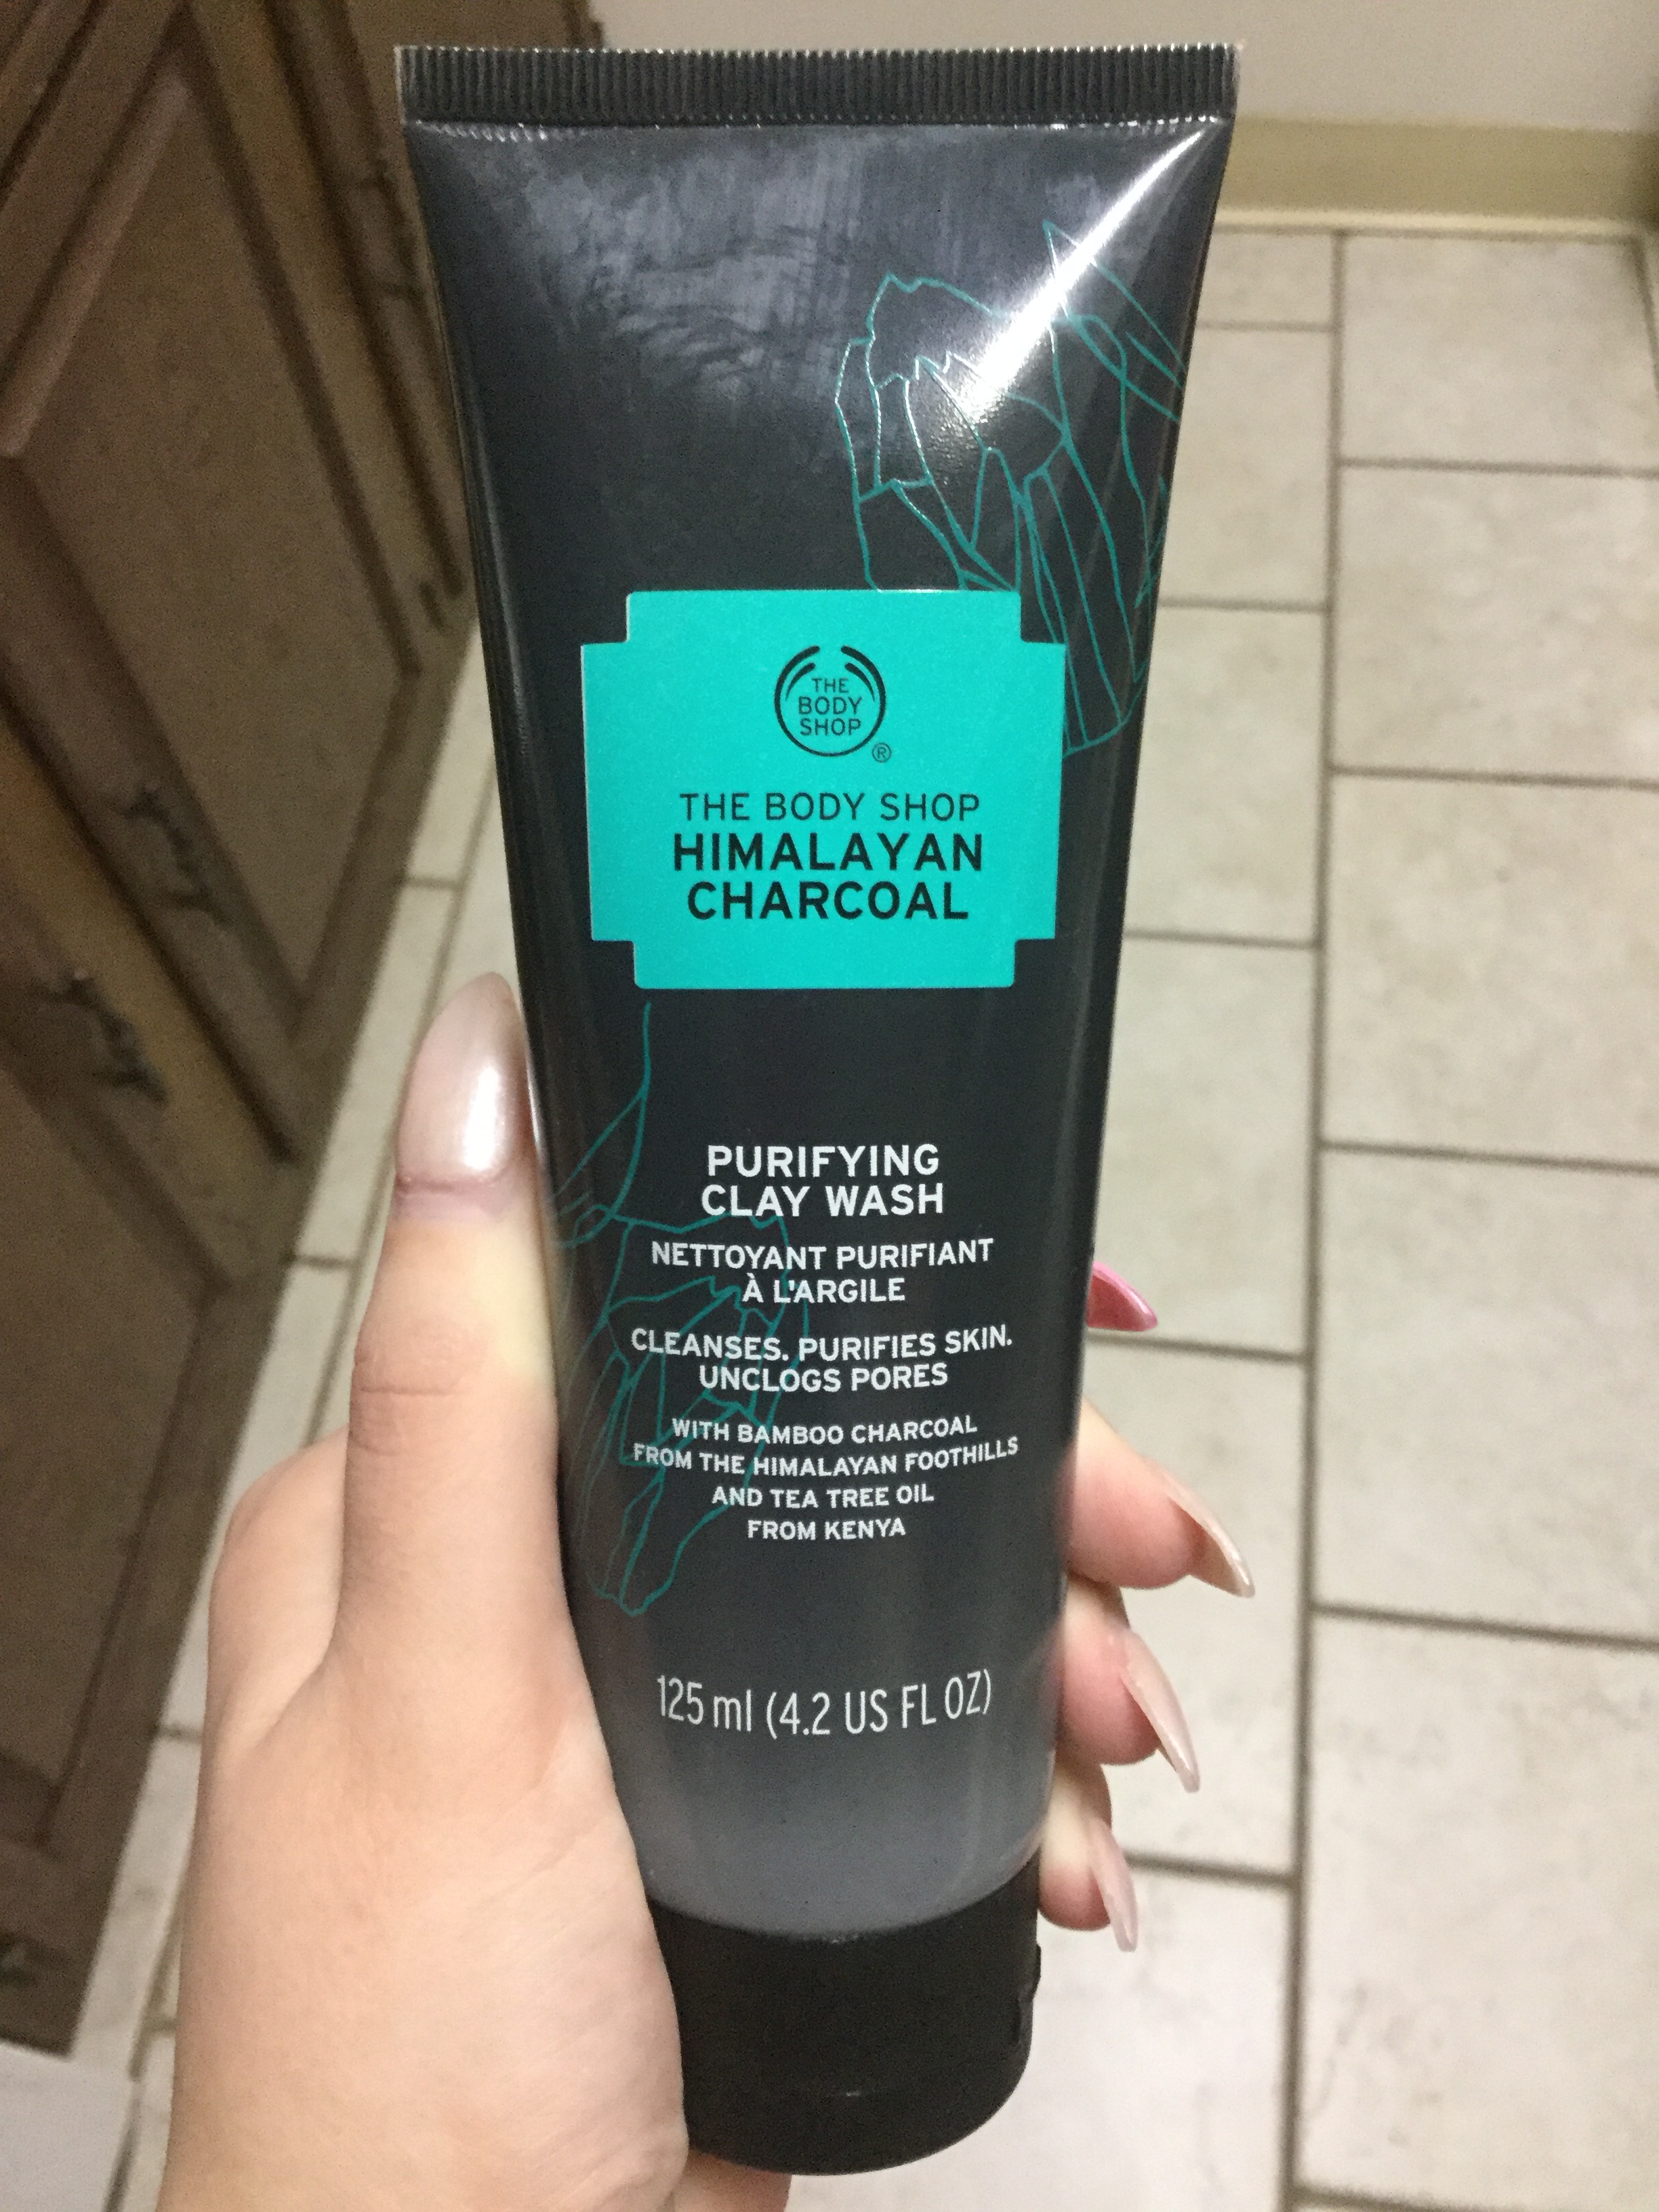 THE
BODY
SHOP
®
THE BODY SHOP
HIMALAYAN
CHARCOAL
PURIFYING
CLAY WASH
NETTOYANT PURIFIANT
À L'ARGILE
CLEANSES. PURIFIES SKIN.
UNCLOGS PORES
WITH BAMBOO CHARCOAL
FROM THE HIMALAYAN FOOTHILLS
AND TEA TREE OIL
FROM KENYA
125 ml (4.2 US FL OZ)